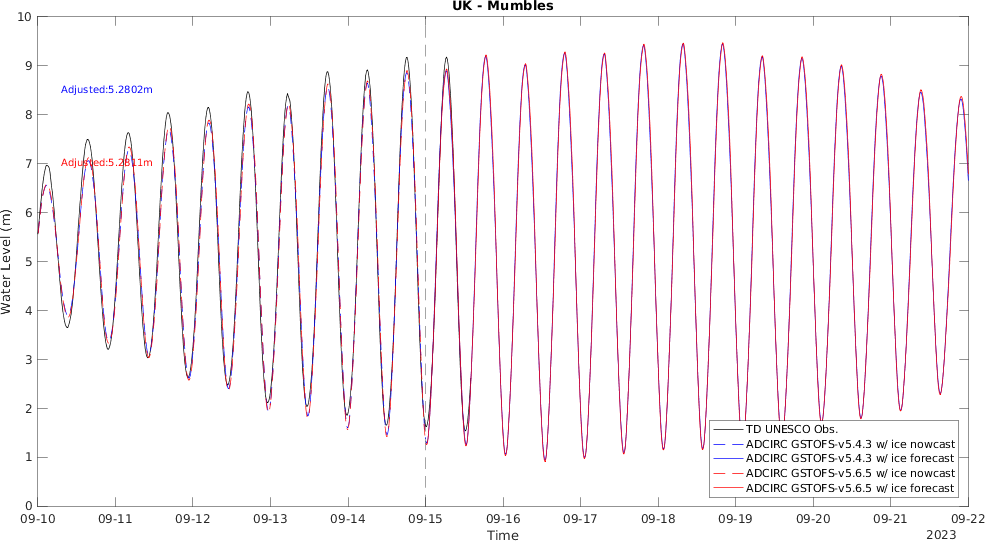 UK - Mumbles
10
9
8
7
6
5
4
3
2
1
0
Water Level (m)
Adjusted:5.2802m
Adjusted:5.2811m
TD UNESCO Obs.
ADCIRC GSTOFS-v5.4.3 w/ ice nowcast
ADCIRC GSTOFS-v5.4.3 w/ ice forecast
ADCIRC GSTOFS-v5.6.5 w/ ice nowcast
ADCIRC GSTOFS-v5.6.5 w/ ice forecast
09-10 09-11 09-12 09-13 09-14 09-15 09-16 09-17 09-18 09-19 09-20 09-21 09-22
Time
2023